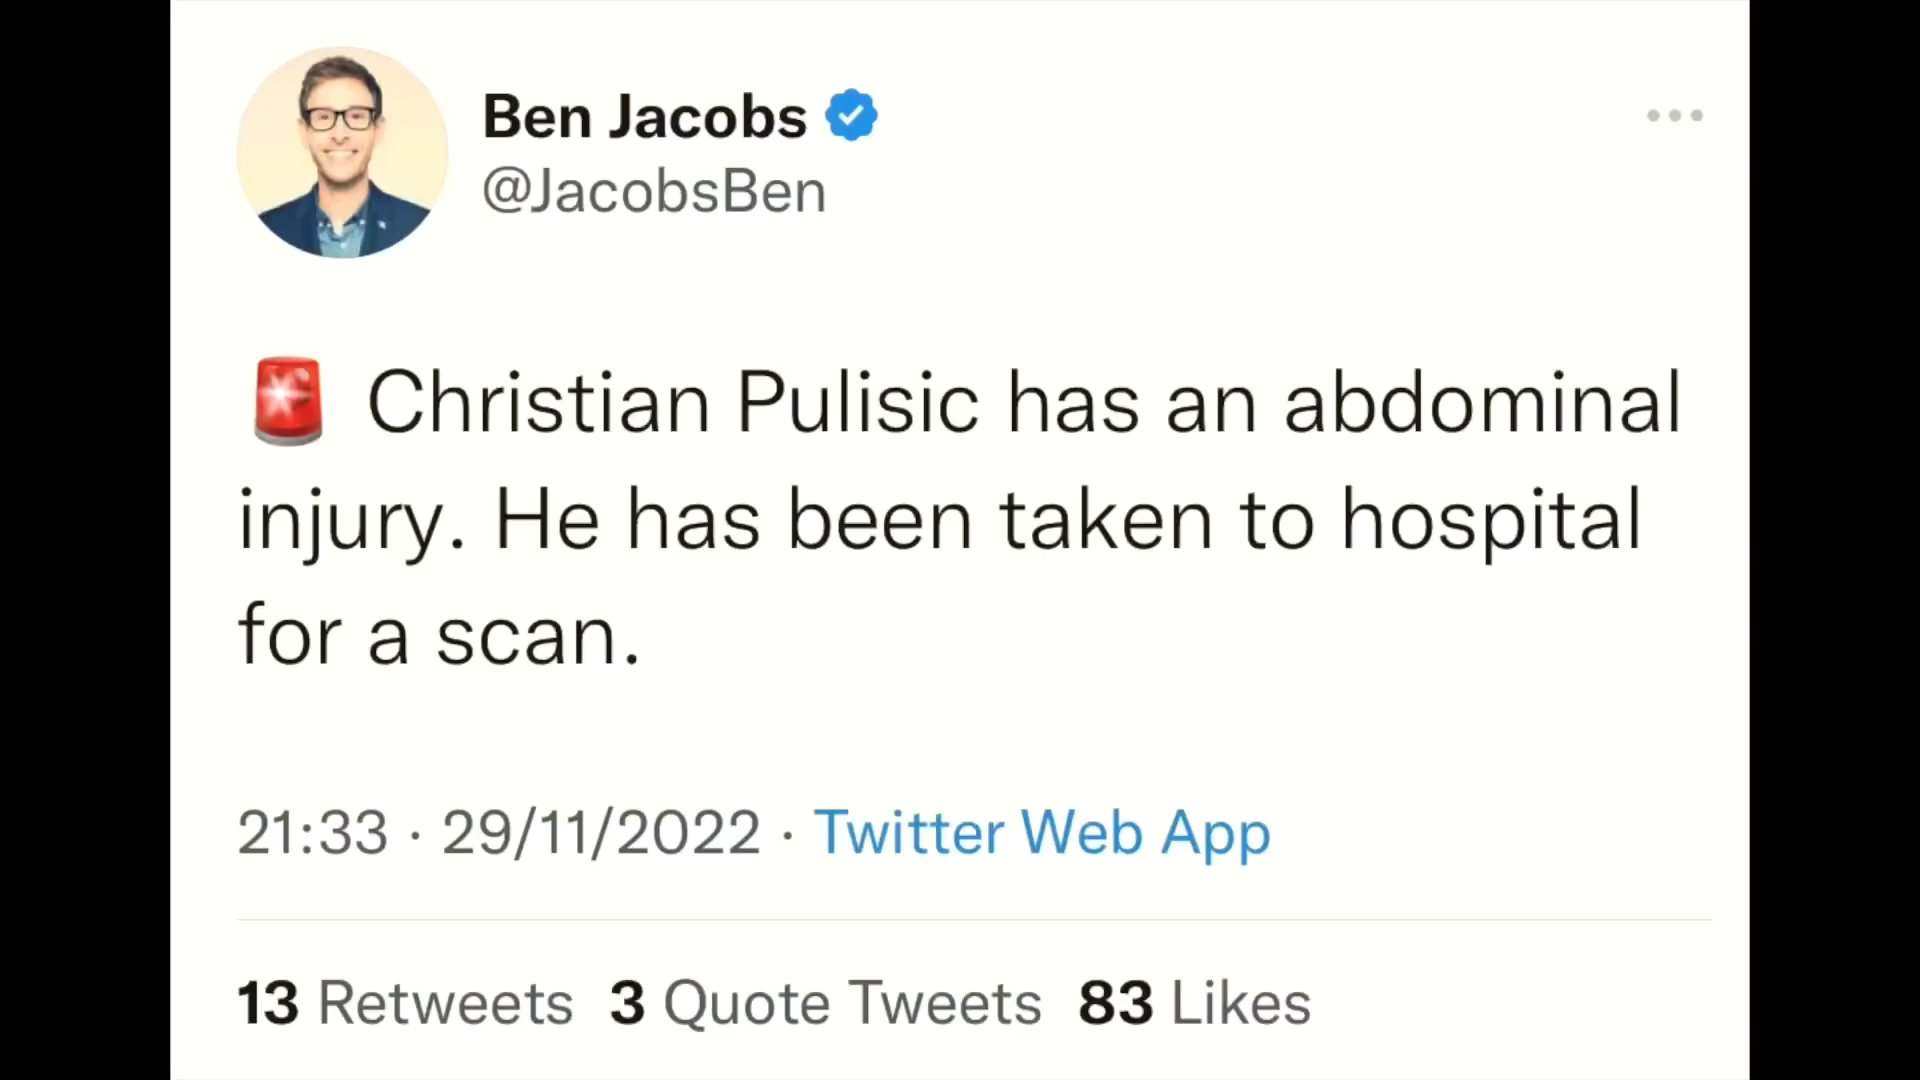 Ben Jacobs
@JacobsBen
🚨 Christian Pulisic has an abdominal
injury. He has been taken to hospital
for a scan.
21:33 · 29/11/2022 · Twitter Web App
13 Retweets 3 Quote Tweets 83 Likes